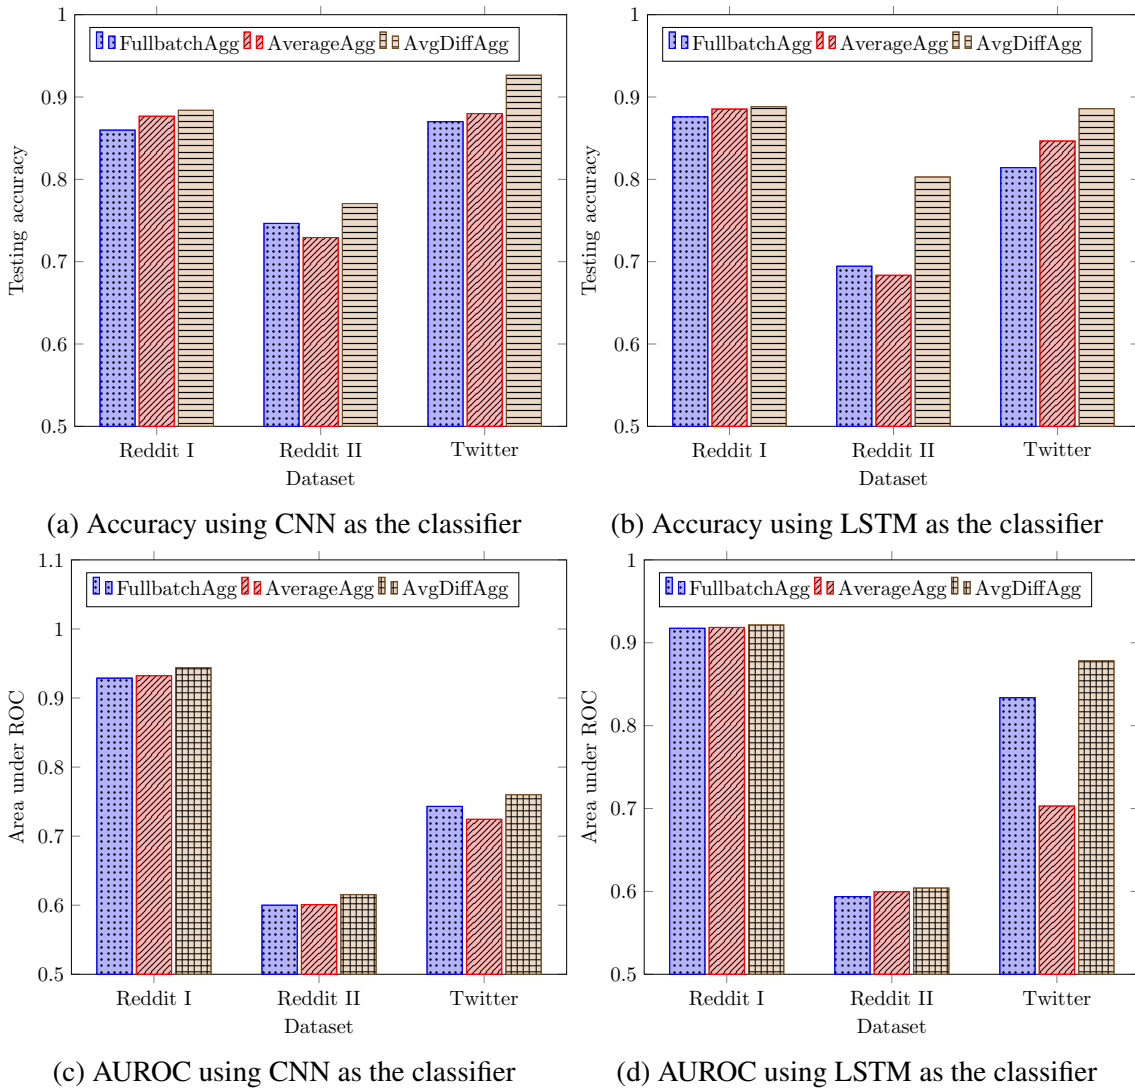 1
0.9
0.8
0.7
0.6
0.5
Testing accuracy
FullbatchAgg AverageAgg AvgDiffAgg
Reddit I Reddit II Twitter
Dataset
(a) Accuracy using CNN as the classifier
1
0.9
0.8
0.7
0.6
0.5
Testing accuracy
FullbatchAgg AverageAgg AvgDiffAgg
Reddit I Reddit II Twitter
Dataset
(b) Accuracy using LSTM as the classifier
1.1
1
0.9
0.8
0.7
0.6
0.5
Area under ROC
FullbatchAgg AverageAgg AvgDiffAgg
Reddit I Reddit II Twitter
Dataset
(c) AUROC using CNN as the classifier
1
0.9
0.8
0.7
0.6
0.5
Area under ROC
FullbatchAgg AverageAgg AvgDiffAgg
Reddit I Reddit II Twitter
Dataset
(d) AUROC using LSTM as the classifier